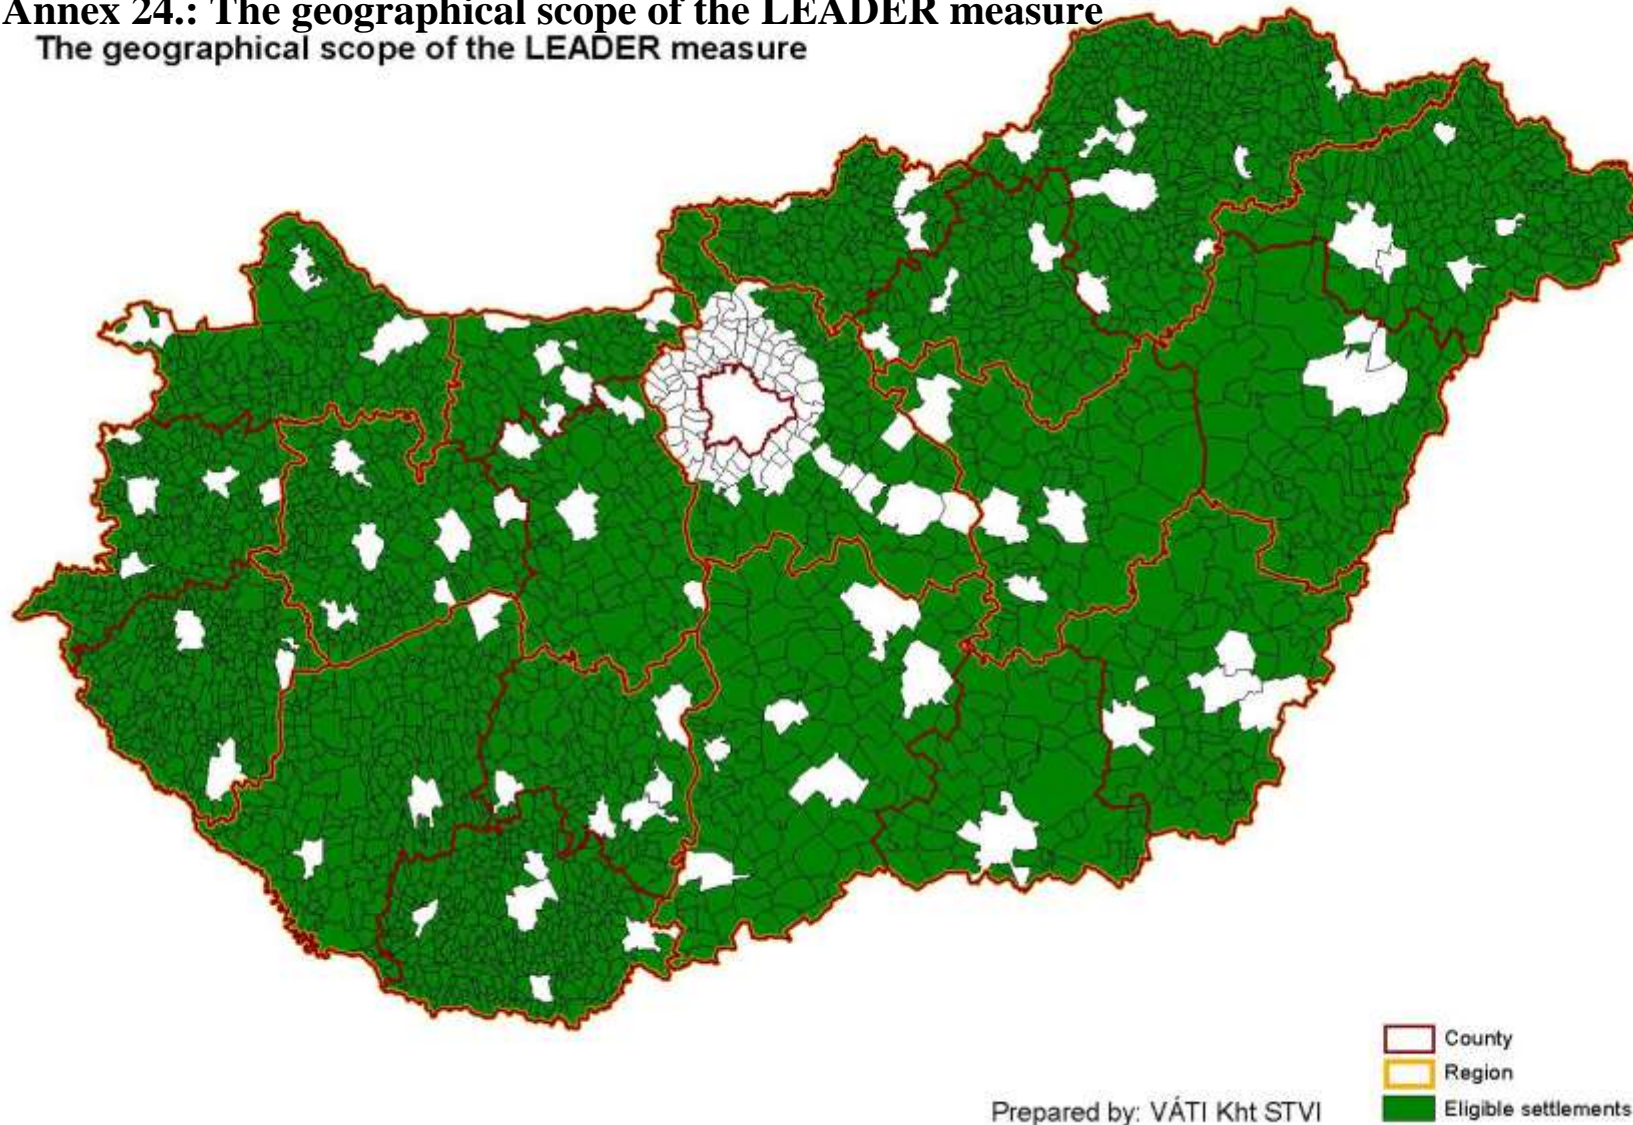 Annex 24.: The geographical scope of the LEADER measure
The geographical scope of the LEADER measure
County
Region
Eligible settlements
Prepared by: VÁTI Kht STVI